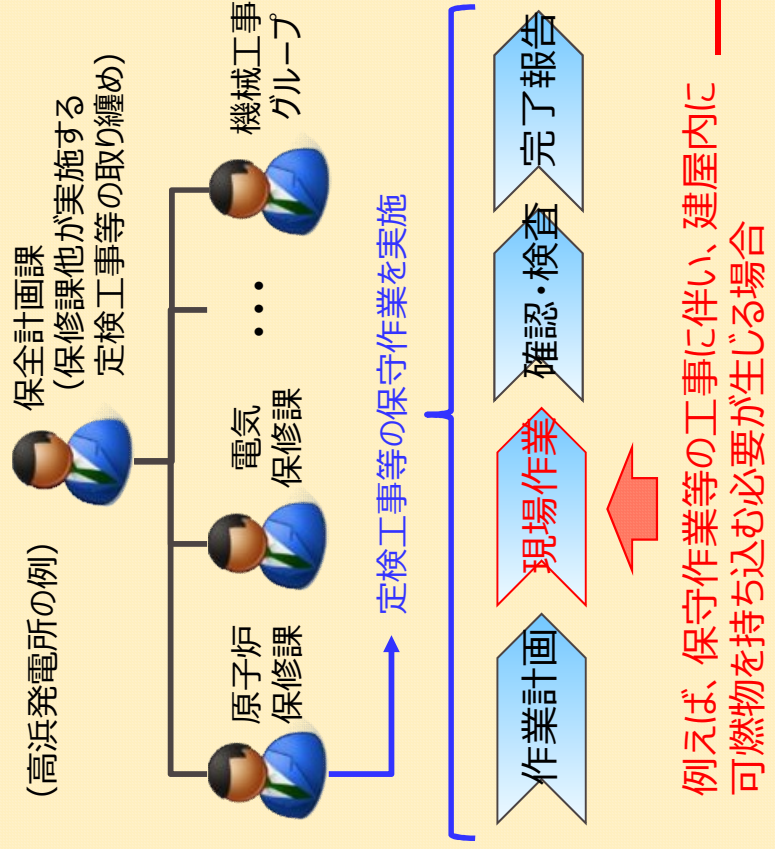 (高浜発電所の例)
保全計画課
(保修課他が実施する
定検工事等の取り纏め)
原子炉
保修課
電気
保修課
・・・
機械工事
グループ
定検工事等の保守作業を実施
作業計画
現場作業
確認・検査
完了報告
例えば、保守作業等の工事に伴い、建屋内に
可燃物を持ち込む必要が生じる場合